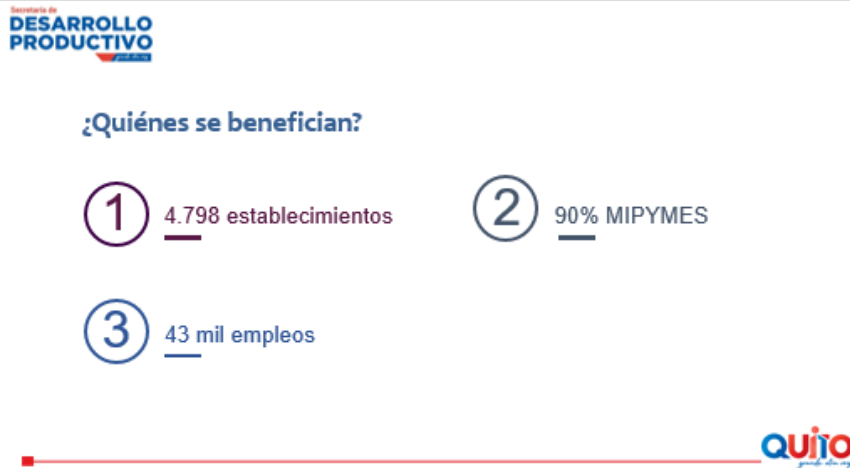 Secretaría de
DESARROLLO
PRODUCTIVO
¿Quiénes se benefician?
1 4.798 establecimientos
2 90% MIPYMES
3 43 mil empleos
QUITO